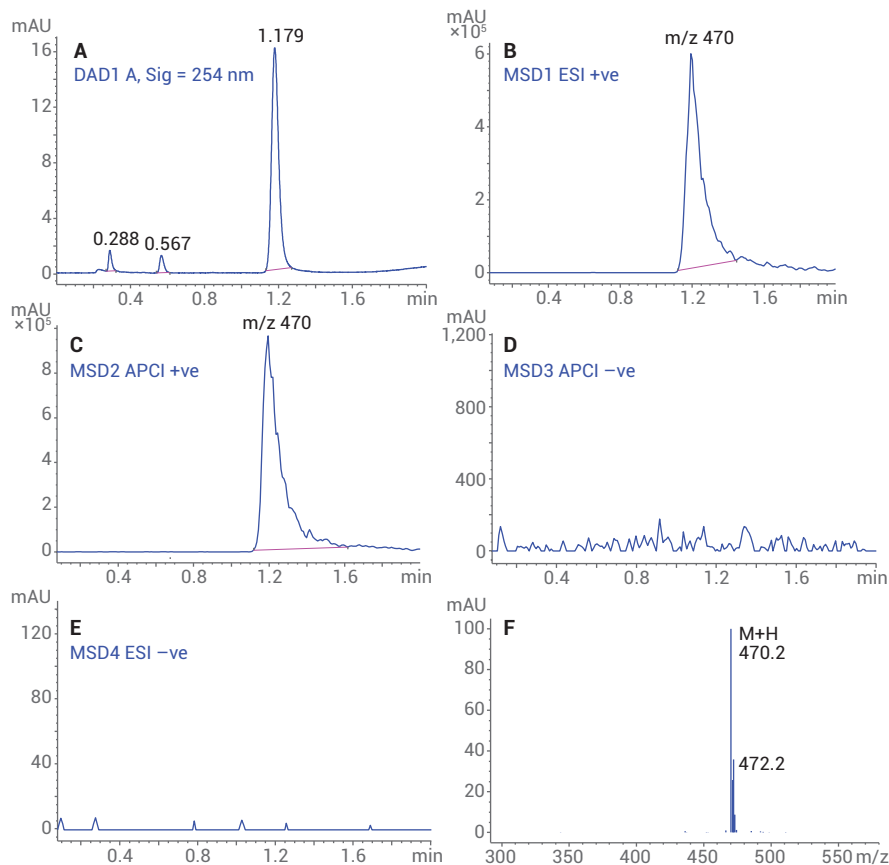 mAU
A
DAD1 A, Sig = 254 nm
1.179
0.288
0.567
16
12
8
4
0
0.4
0.8
1.2
1.6
min
mAU
×10⁵
B
MSD1 ESI +ve
m/z 470
6
4
2
0
0.4
0.8
1.2
1.6
min
mAU
×10⁵
C
MSD2 APCI +ve
m/z 470
8
6
4
2
0
0.4
0.8
1.2
1.6
min
mAU
D
MSD3 APCI −ve
1,200
800
400
0
0.4
0.8
1.2
1.6
min
mAU
E
MSD4 ESI −ve
120
80
40
0
0.4
0.8
1.2
1.6
min
mAU
F
M+H
470.2
472.2
100
80
60
40
20
0
300
350
400
450
500
550
m/z